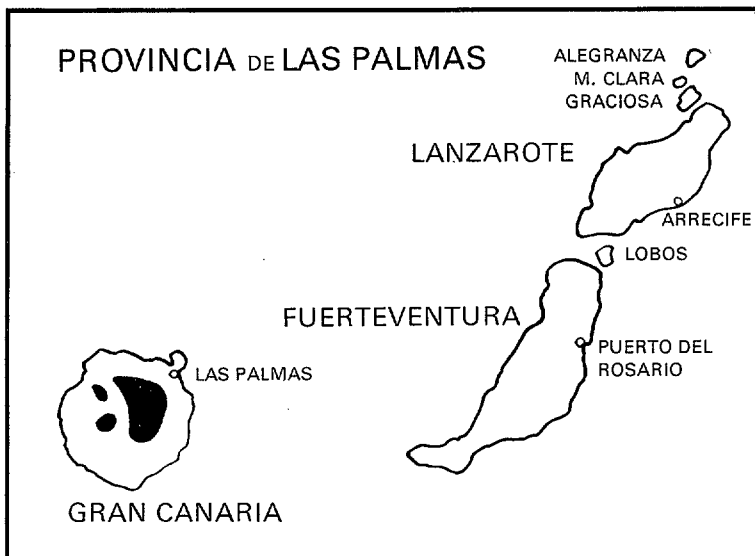 PROVINCIA DE LAS PALMAS
ALEGRANZA
M. CLARA
GRACIOSA
LANZAROTE
ARRECIFE
LOBOS
FUERTEVENTURA
PUERTO DEL
ROSARIO
LAS PALMAS
GRAN CANARIA